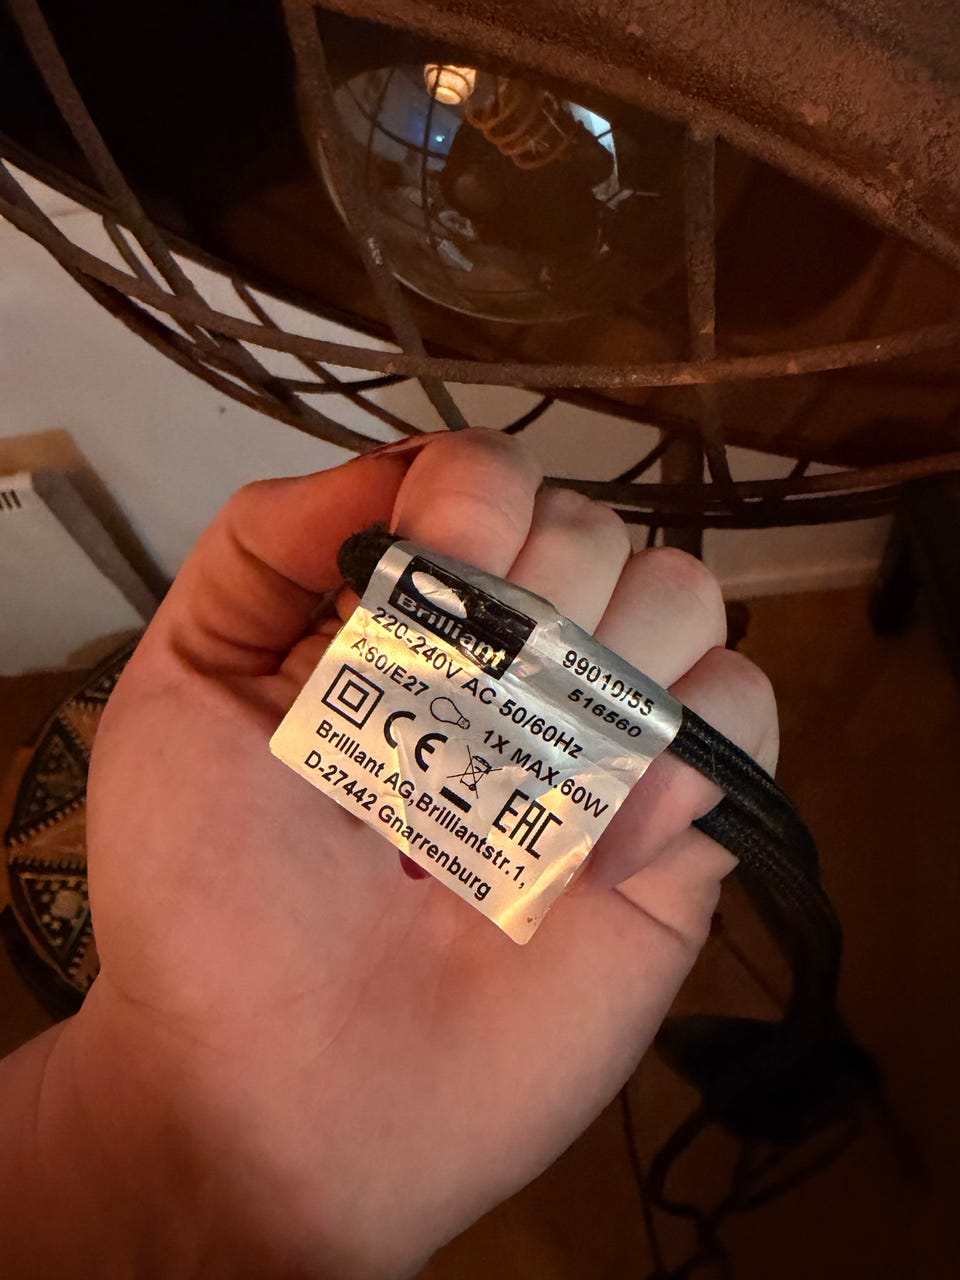 Brilliant
99019/55
516560
220-240V AC 50/60Hz
A60/E27 1X MAX.60W
CE EAC
Brilliant AG,Brilliantstr.1,
D-27442 Gnarrenburg